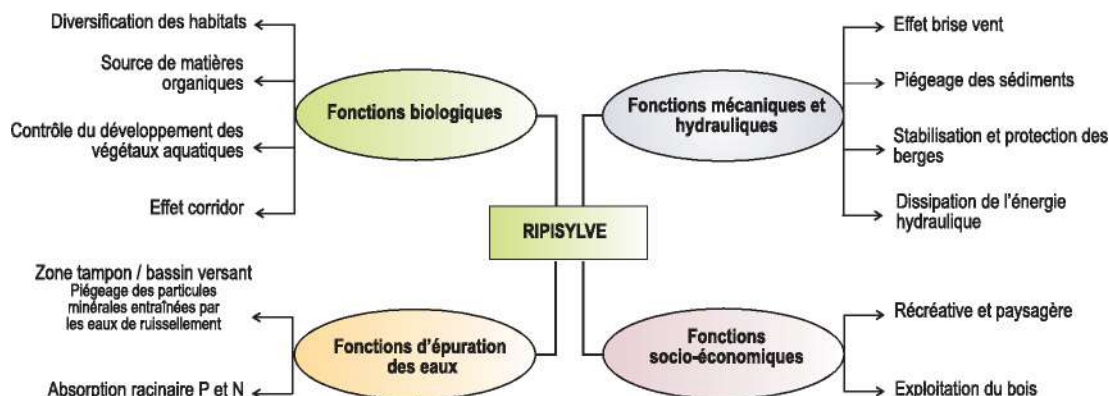 Diversification des habitats
Source de matières
organiques
Contrôle du développement des
végétaux aquatiques
Effet corridor
Fonctions biologiques
Fonctions mécaniques et
hydrauliques
Effet brise vent
Piégeage des sédiments
Stabilisation et protection des
berges
Dissipation de l'énergie
hydraulique
RIPISYLVE
Zone tampon / bassin versant
Piégeage des particules
minérales entraînées par
les eaux de ruissellement
Absorption racinaire P et N
Fonctions d'épuration
des eaux
Fonctions
socio-économiques
Récréative et paysagère
Exploitation du bois